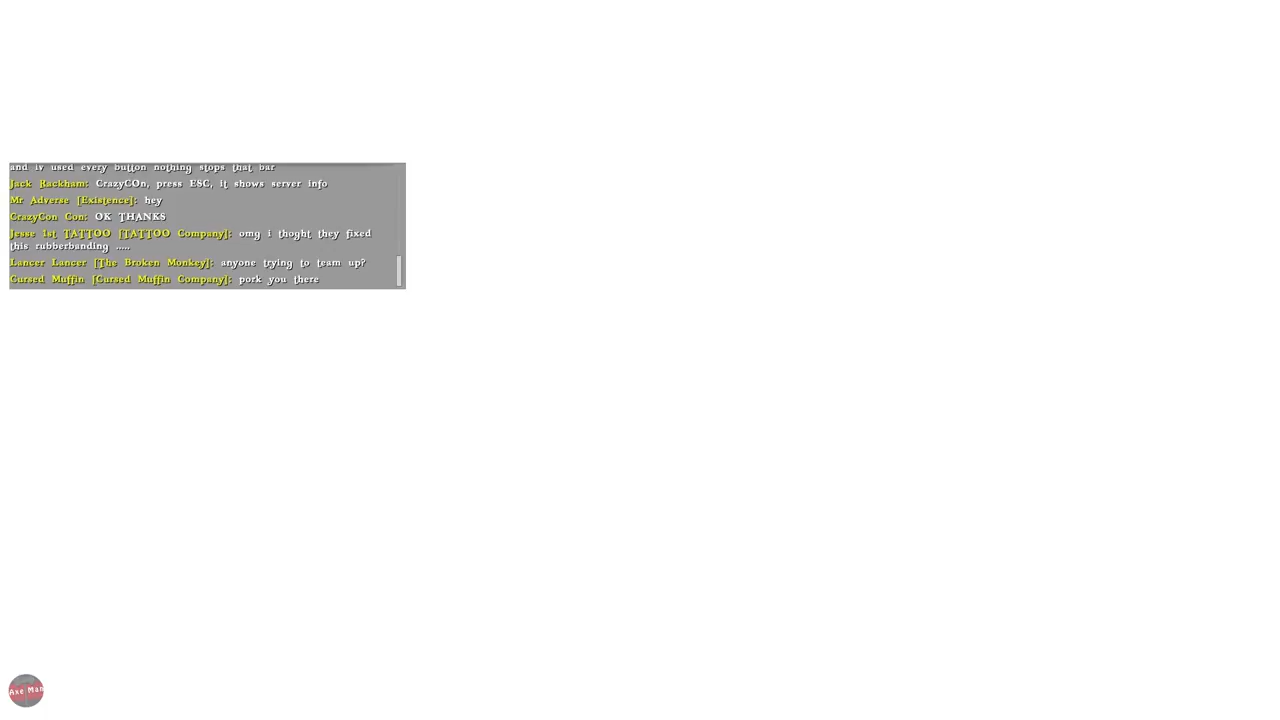 and iv used every button nothing stops that bar
Jack Rackham: CrazyCOn, press ESC, it shows server info
Mr Adverse [Existence]: hey
CrazyCon Con: OK THANKS
Jesse 1st TATTOO [TATTOO Company]: omg i thoght they fixed
this rubberbanding .....
Lancer Lancer [The Broken Monkey]: anyone trying to team up?
Cursed Muffin [Cursed Muffin Company]: pork you there
Axe Man